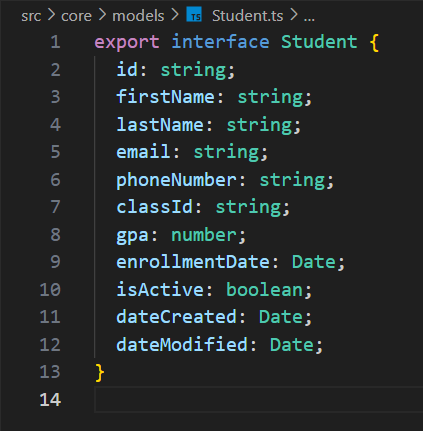 src > core > models > TS Student.ts > ...
1 export interface Student {
2   id: string;
3   firstName: string;
4   lastName: string;
5   email: string;
6   phoneNumber: string;
7   classId: string;
8   gpa: number;
9   enrollmentDate: Date;
10   isActive: boolean;
11   dateCreated: Date;
12   dateModified: Date;
13 }
14